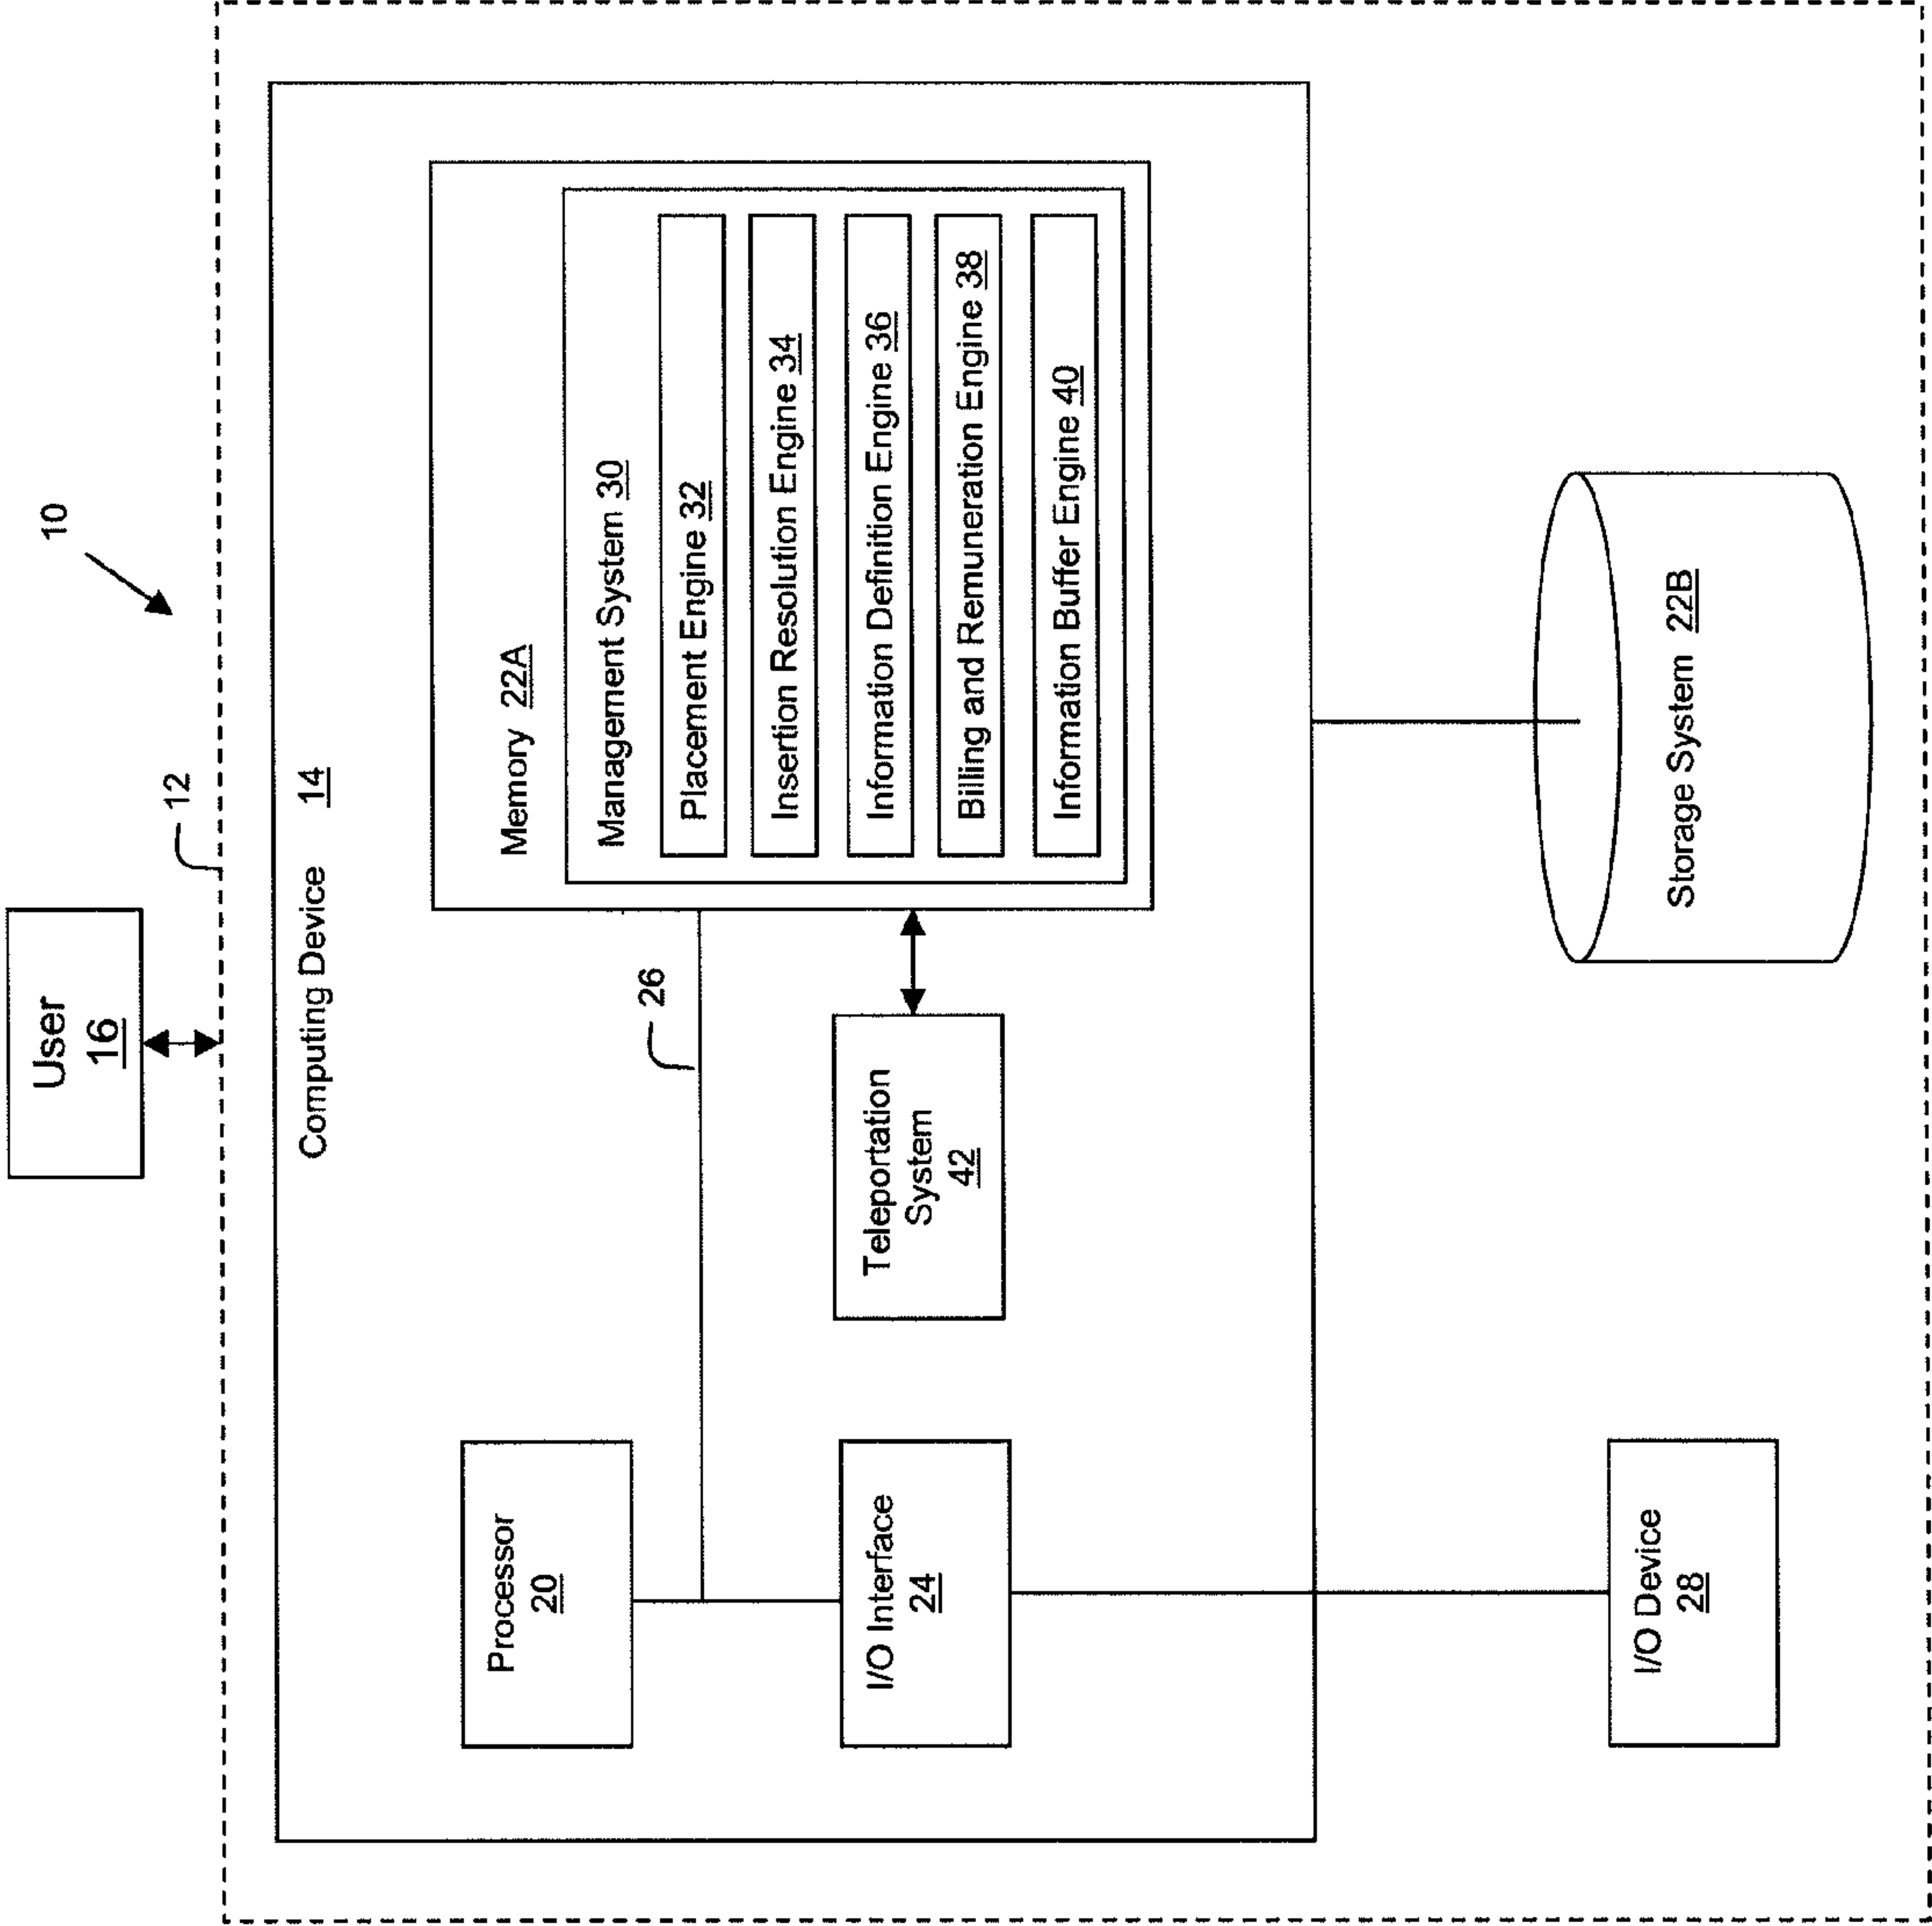 10
User
16
12
Computing Device 14
Processor
20
26
Memory 22A
Management System 30
Placement Engine 32
Insertion Resolution Engine 34
Information Definition Engine 36
Billing and Remuneration Engine 38
Information Buffer Engine 40
I/O Interface
24
Teleportation
System
42
I/O Device
28
Storage System 22B